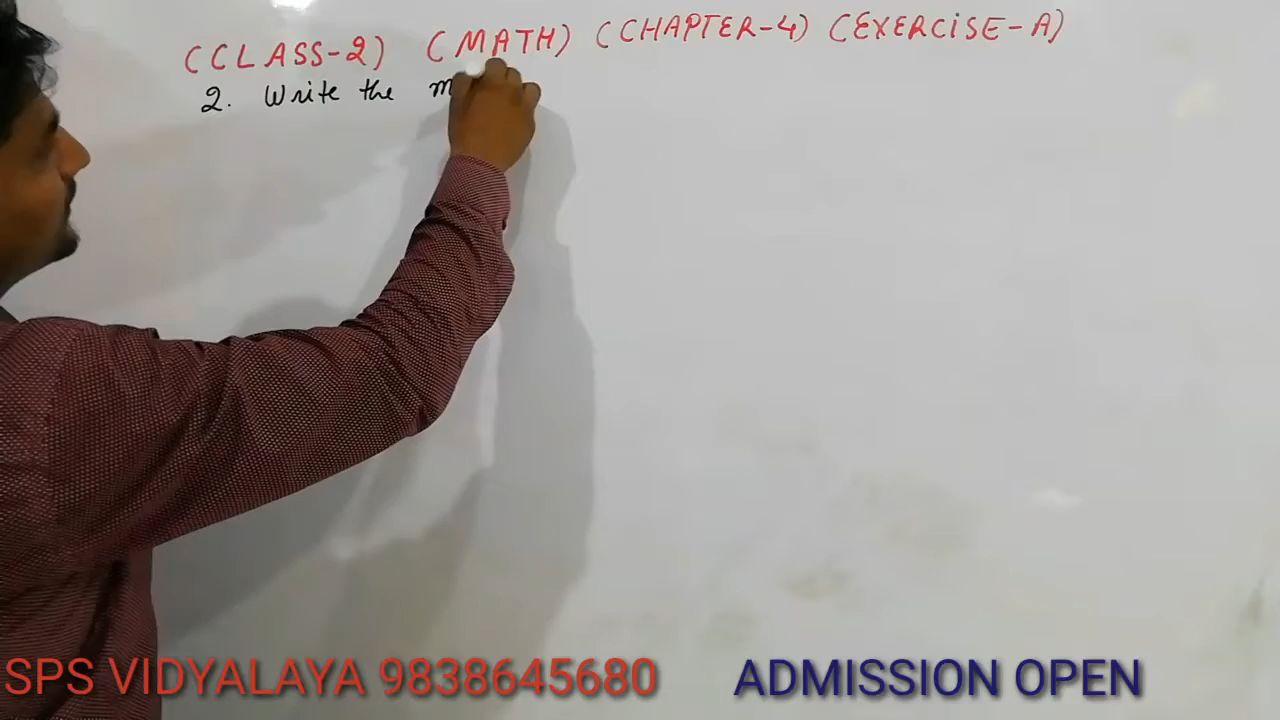 (CLASS-2) (MATH) (CHAPTER-4) (EXERCISE-A)
2. Write the m
SPS VIDYALAYA 9838645680 ADMISSION OPEN